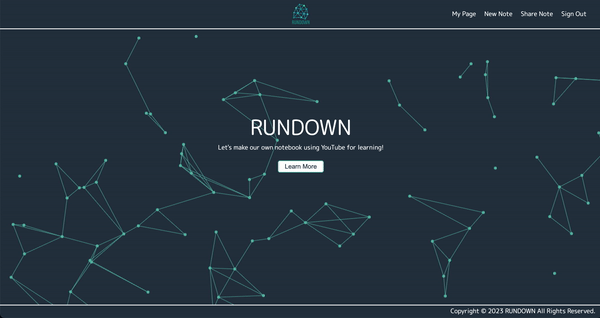 RUNDOWN
My Page New Note Share Note Sign Out
RUNDOWN
Let's make our own notebook using YouTube for learning!
Learn More
Copyright © 2023 RUNDOWN All Rights Reserved.